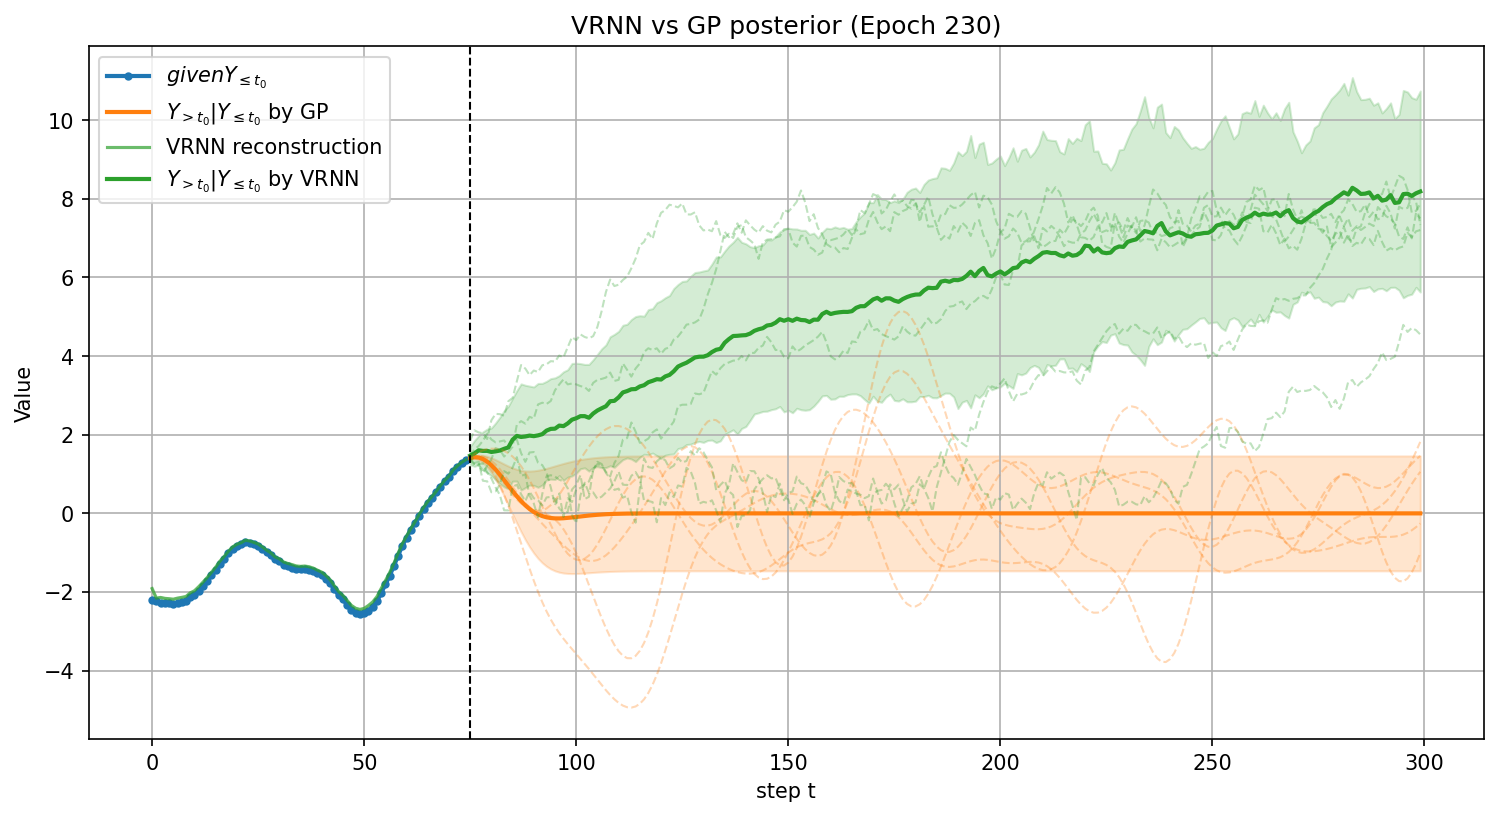 VRNN vs GP posterior (Epoch 230)
givenY≤t₀
Y>t₀|Y≤t₀ by GP
VRNN reconstruction
Y>t₀|Y≤t₀ by VRNN
Value
10
8
6
4
2
0
−2
−4
0 50 100 150 200 250 300
step t